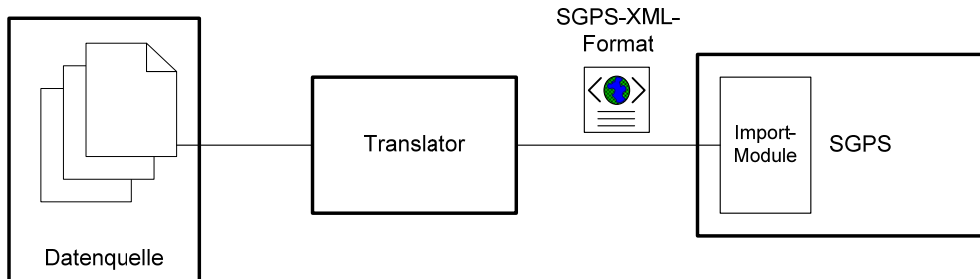 SGPS-XML-
Format
Datenquelle
Translator
Import-
Module
SGPS